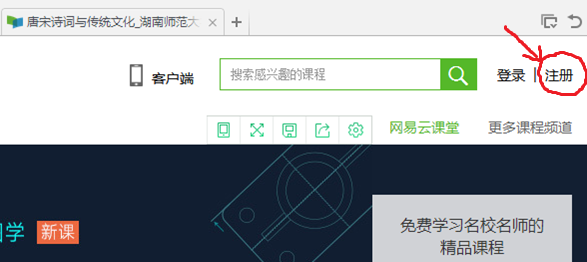 唐宋诗词与传统文化_湖南师范大
客户端
搜索感兴趣的课程
登录 | 注册
网易云课堂
更多课程频道
学 新课
免费学习名校名师的
精品课程